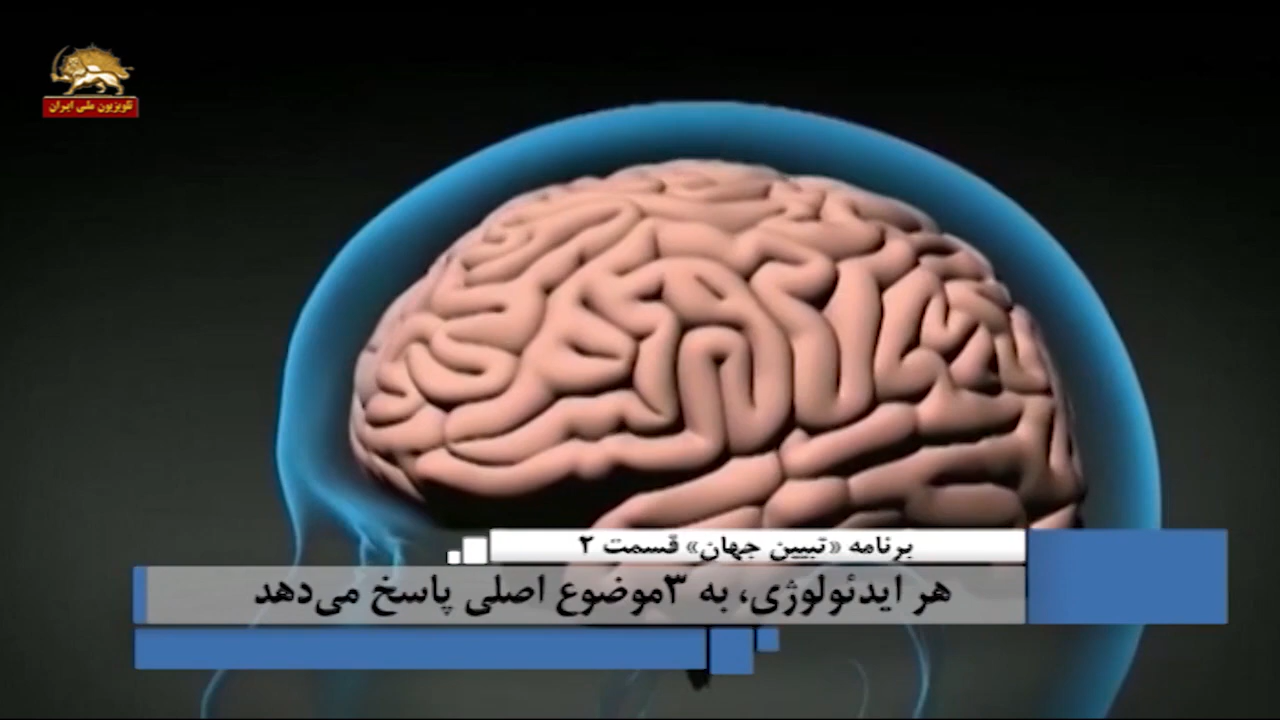 تلویزیون ملی ایران
برنامه «تبیین جهان» قسمت ۲
هر ایدئولوژی، به ۳موضوع اصلی پاسخ می‌دهد